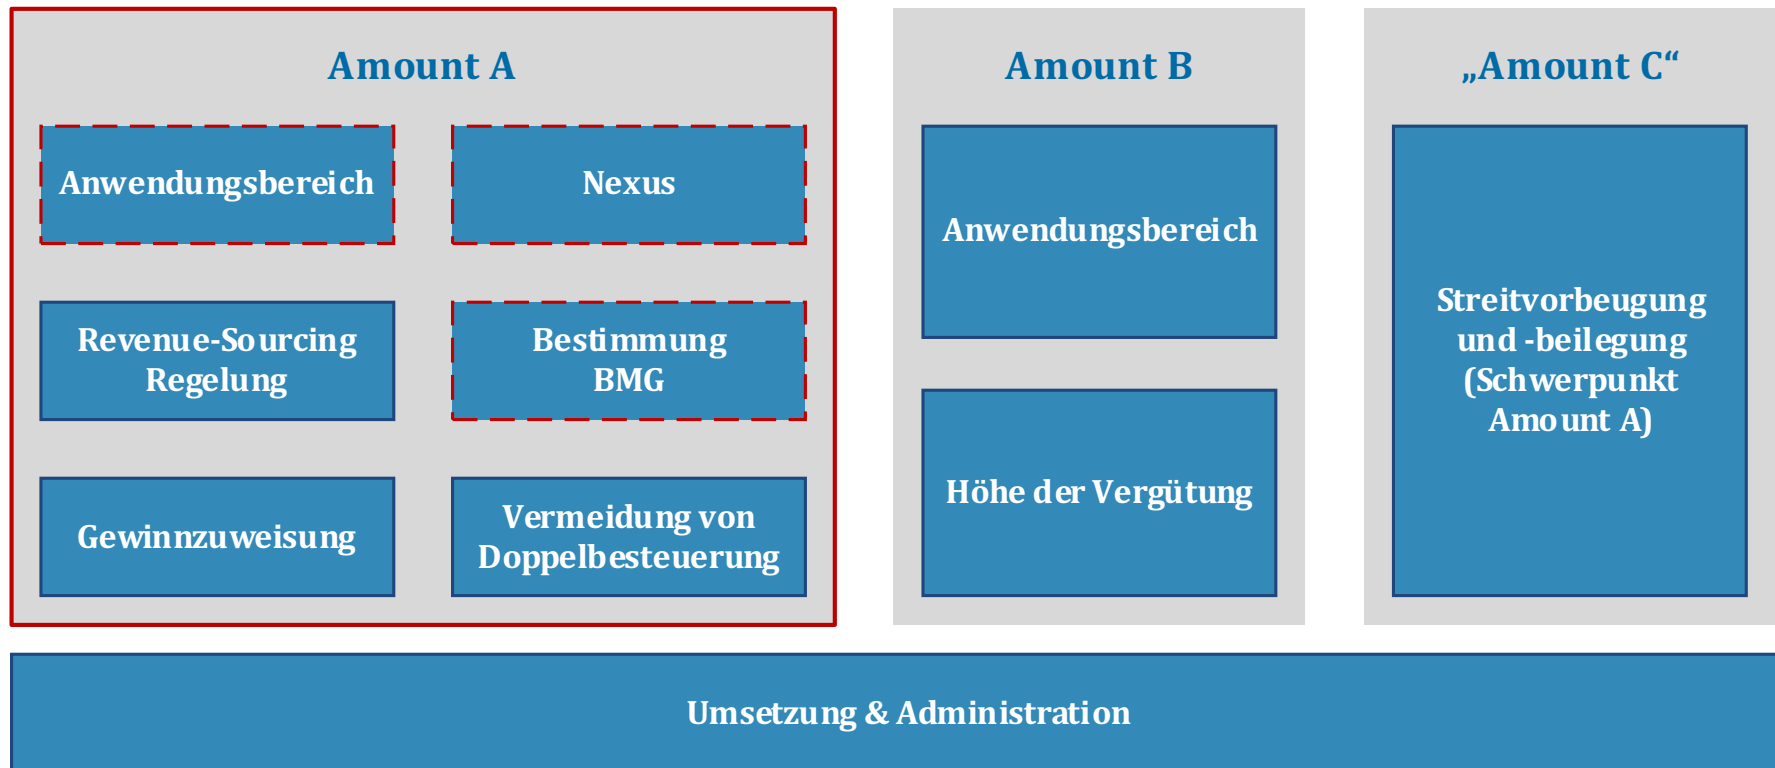 Amount A
Anwendungsbereich
Nexus
Revenue-Sourcing
Regelung
Bestimmung
BMG
Gewinnzuweisung
Vermeidung von
Doppelbesteuerung
Amount B
Anwendungsbereich
Höhe der Vergütung
„Amount C“
Streitvorbeugung
und -beilegung
(Schwerpunkt
Amount A)
Umsetzung & Administration